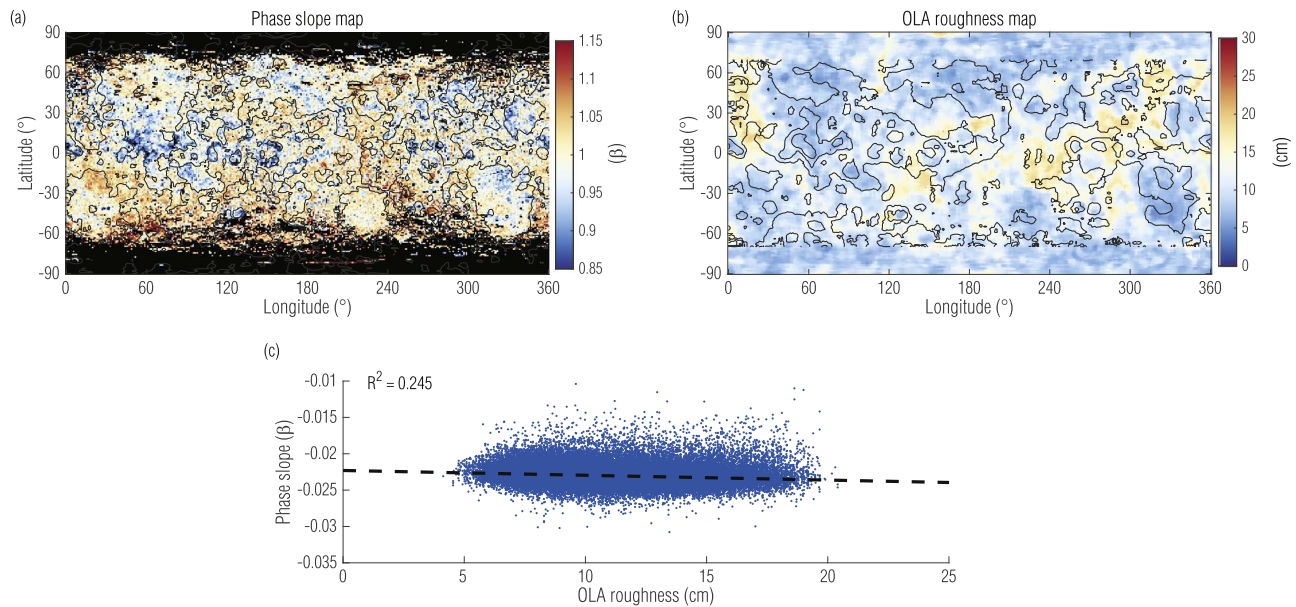 (a)
Phase slope map
90
60
30
0
-30
-60
-90
Latitude (°)
0 60 120 180 240 300 360
Longitude (°)
1.15
1.1
1.05
1
0.95
0.9
0.85
(β)
(b)
OLA roughness map
90
60
30
0
-30
-60
-90
Latitude (°)
0 60 120 180 240 300 360
Longitude (°)
30
25
20
15
10
5
0
(cm)
(c)
R² = 0.245
-0.01
-0.015
-0.02
-0.025
-0.03
-0.035
Phase slope (β)
0 5 10 15 20 25
OLA roughness (cm)